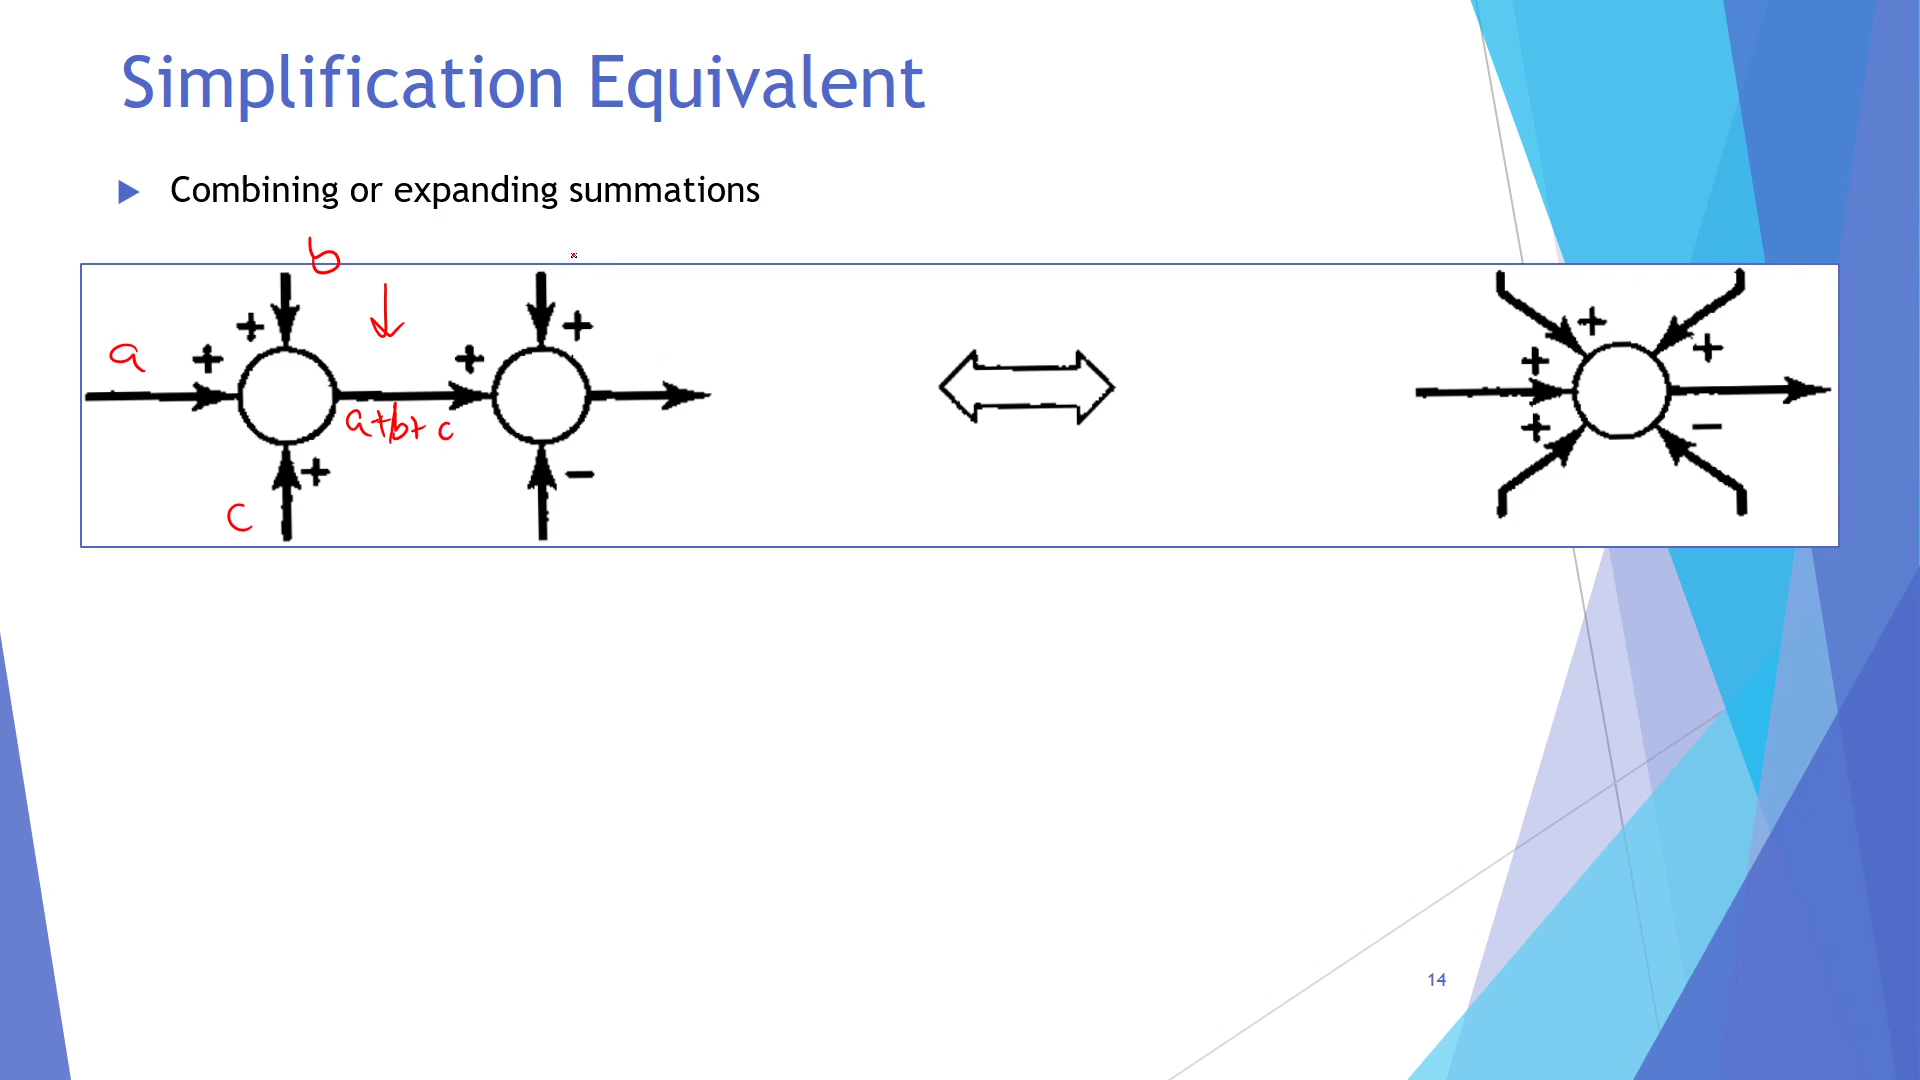 Simplification Equivalent
Combining or expanding summations
b
+ +
a + + + +
+
a+b+c +
c + − −
14